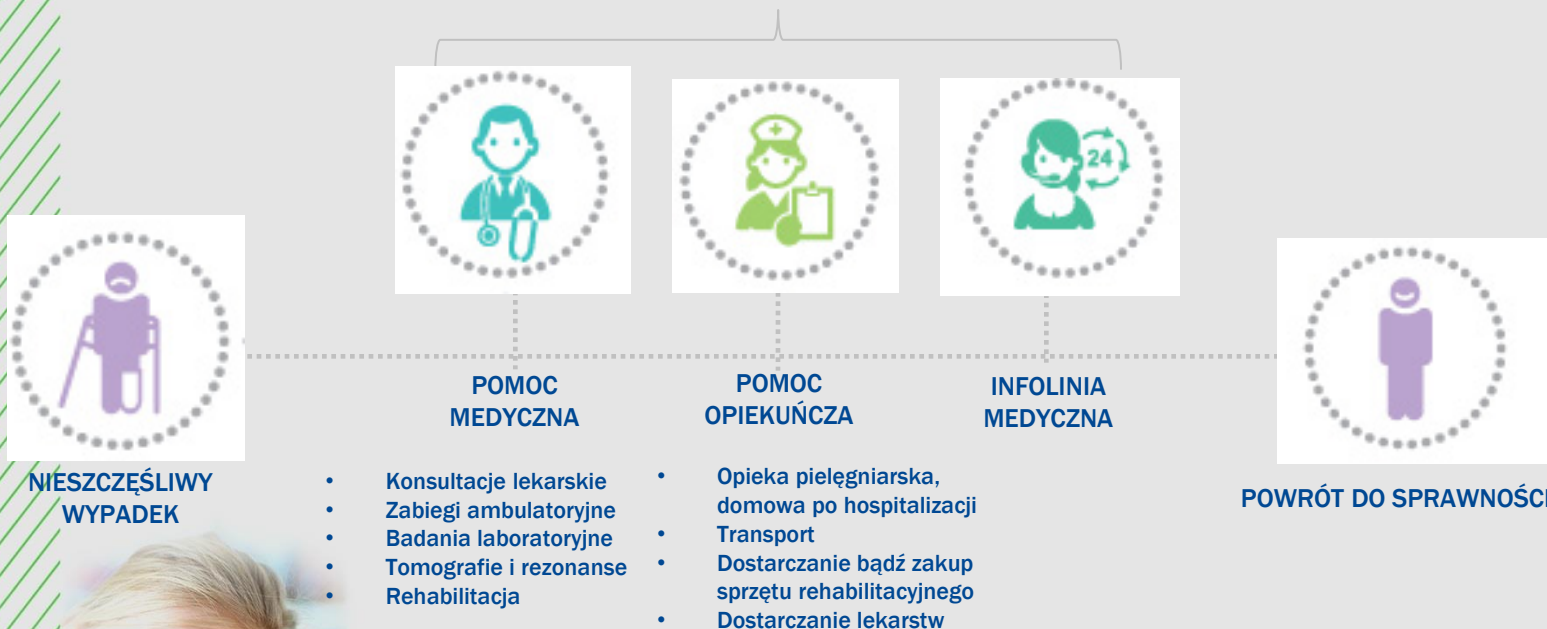 24
NIESZCZĘŚLIWY
WYPADEK
POMOC
MEDYCZNA
• Konsultacje lekarskie
• Zabiegi ambulatoryjne
• Badania laboratoryjne
• Tomografie i rezonanse
• Rehabilitacja
POMOC
OPIEKUŃCZA
• Opieka pielęgniarska,
domowa po hospitalizacji
• Transport
• Dostarczanie bądź zakup
sprzętu rehabilitacyjnego
• Dostarczanie lekarstw
INFOLINIA
MEDYCZNA
POWRÓT DO SPRAWNOŚCI